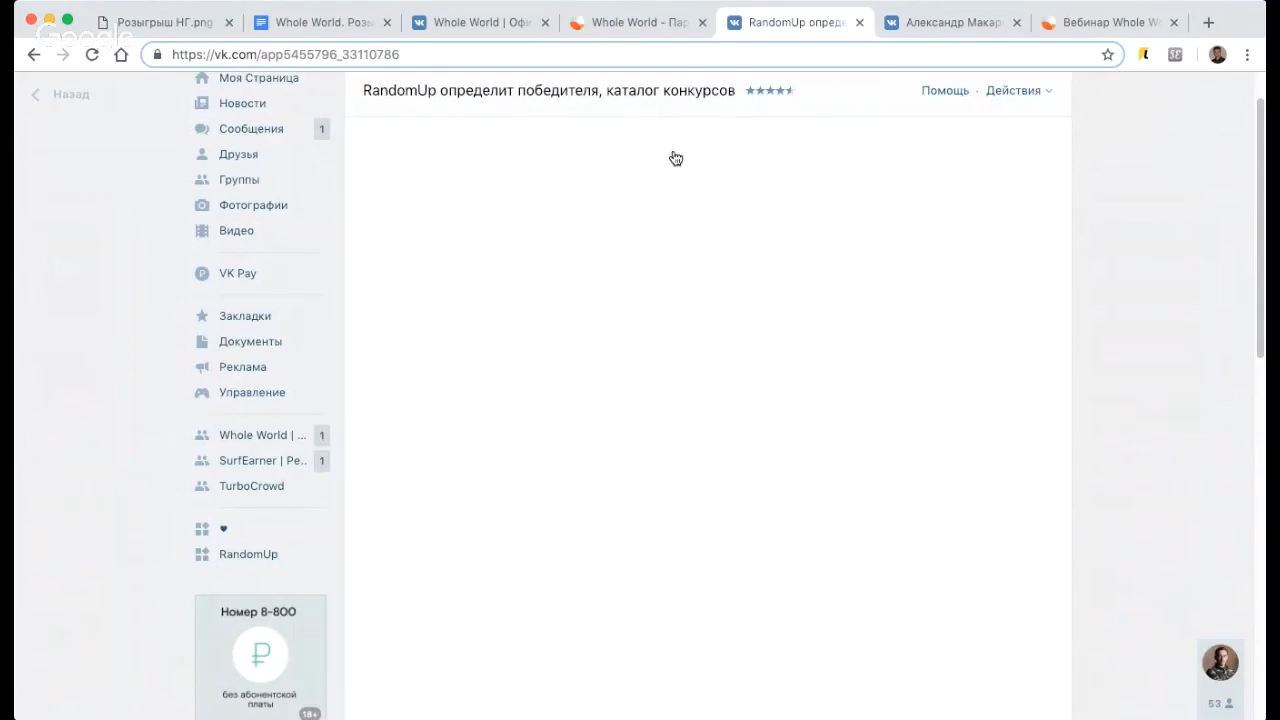 Розыгрыш НГ.png
Whole World. Розы
Whole World | Офи
Whole World - Пар
RandomUp опреде
Александр Макар
Вебинар Whole Wo
Google
https://vk.com/app5455796_33110786
Назад
Моя Страница
RandomUp определит победителя, каталог конкурсов
Помощь · Действия
Новости
Сообщения 1
Друзья
Группы
Фотографии
Видео
VK Pay
Закладки
Документы
Реклама
Управление
Whole World | ... 1
SurfEarner | Ре.. 1
TurboCrowd
RandomUp
Номер 8-800
₽
без абонентской
платы
18+
53